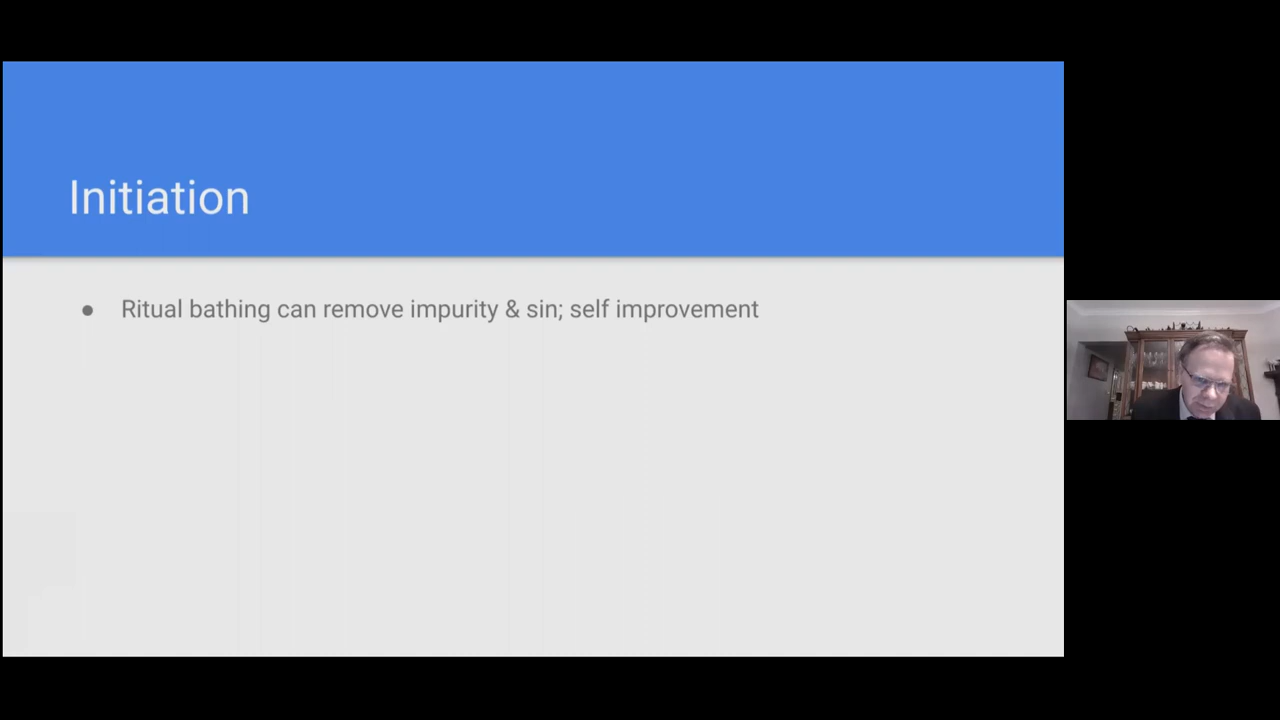 Initiation
● Ritual bathing can remove impurity & sin; self improvement